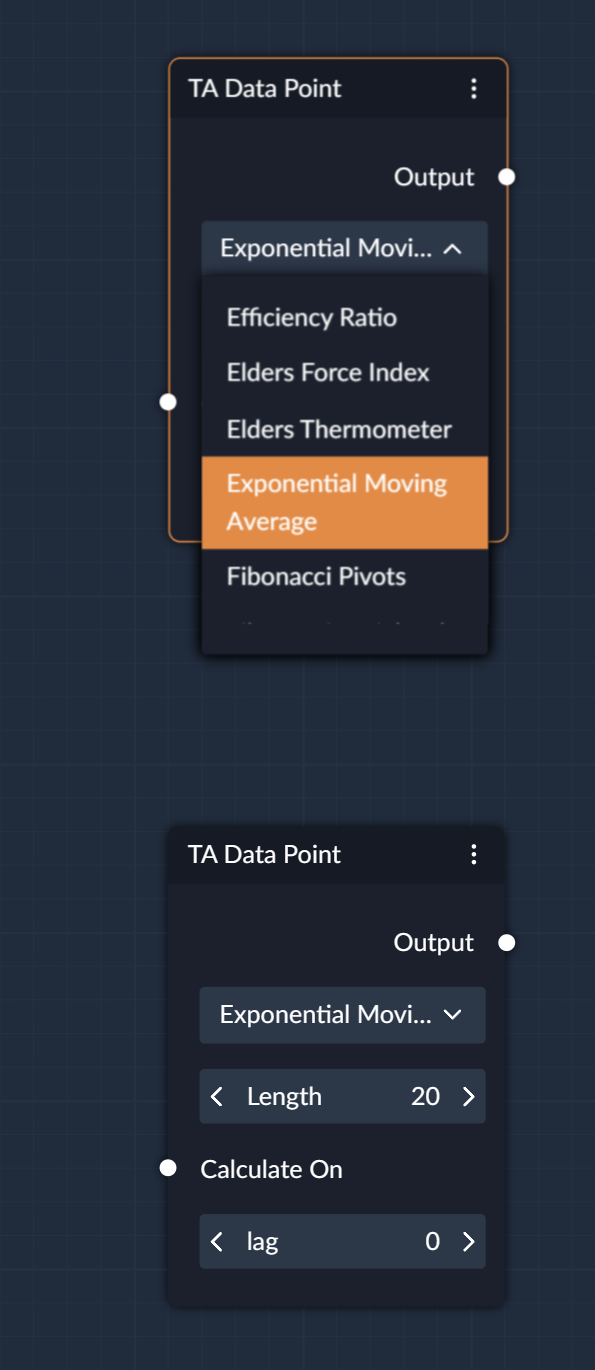 TA Data Point
Output
Exponential Movi...
Efficiency Ratio
Elders Force Index
Elders Thermometer
Exponential Moving
Average
Fibonacci Pivots
TA Data Point
Output
Exponential Movi...
Length 20
Calculate On
lag 0